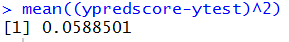 > mean((ypredscore-ytest)^2)
[1] 0.0588501